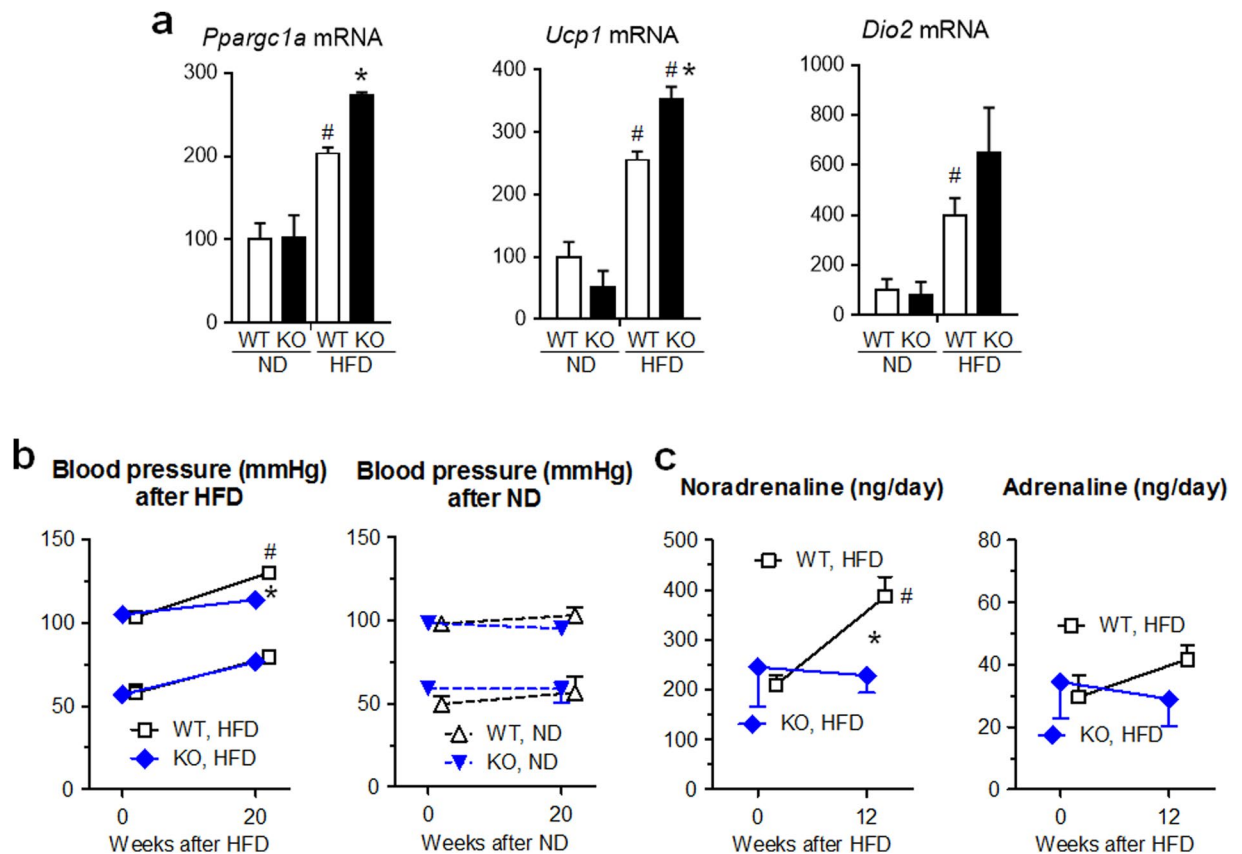 a
Ppargc1a mRNA
300
200
100
0
#
*
WT KO WT KO
ND HFD
Ucp1 mRNA
400
300
200
100
0
#
# *
WT KO WT KO
ND HFD
Dio2 mRNA
1000
800
600
400
200
0
#
WT KO WT KO
ND HFD
b
Blood pressure (mmHg)
after HFD
150
100
50
0
#
*
WT, HFD
KO, HFD
0 20
Weeks after HFD
Blood pressure (mmHg)
after ND
150
100
50
0
WT, ND
KO, ND
0 20
Weeks after ND
c
Noradrenaline (ng/day)
500
400
300
250
200
100
0
WT, HFD
#
*
KO, HFD
0 12
Weeks after HFD
Adrenaline (ng/day)
80
60
40
30
20
0
WT, HFD
KO, HFD
0 12
Weeks after HFD